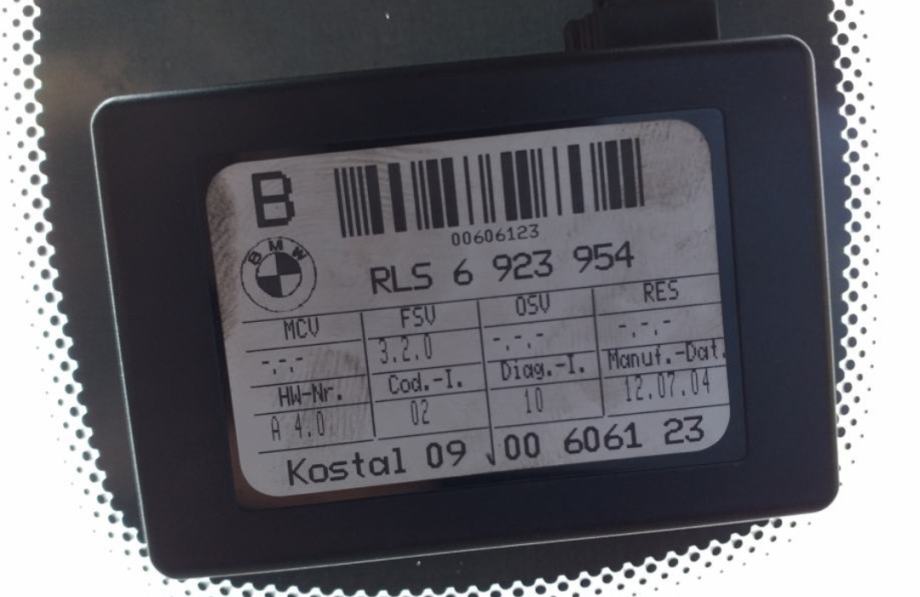 B
00606123
BMW
RLS 6 923 954
MCV FSV OSV RES
-.-.- 3.2.0 -.-.- -.-.-
HW-Nr. Cod.-I. Diag.-I. Manuf.-Dat.
A 4.0 02 10 12.07.04
Kostal 09 √00 6061 23